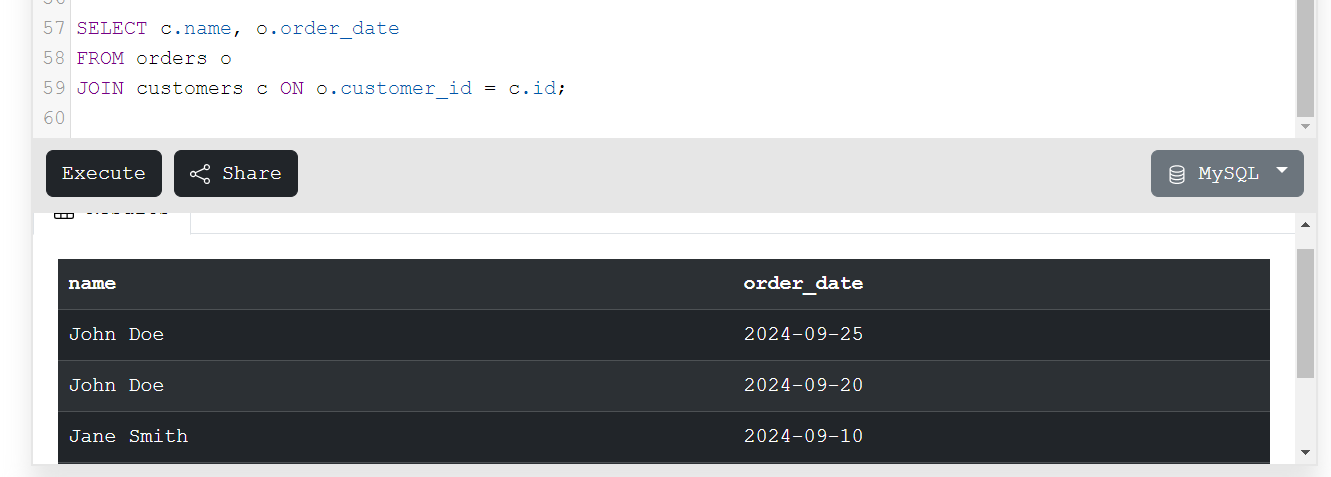 57 SELECT c.name, o.order_date
58 FROM orders o
59 JOIN customers c ON o.customer_id = c.id;
60
Execute Share MySQL
name order_date
John Doe 2024-09-25
John Doe 2024-09-20
Jane Smith 2024-09-10